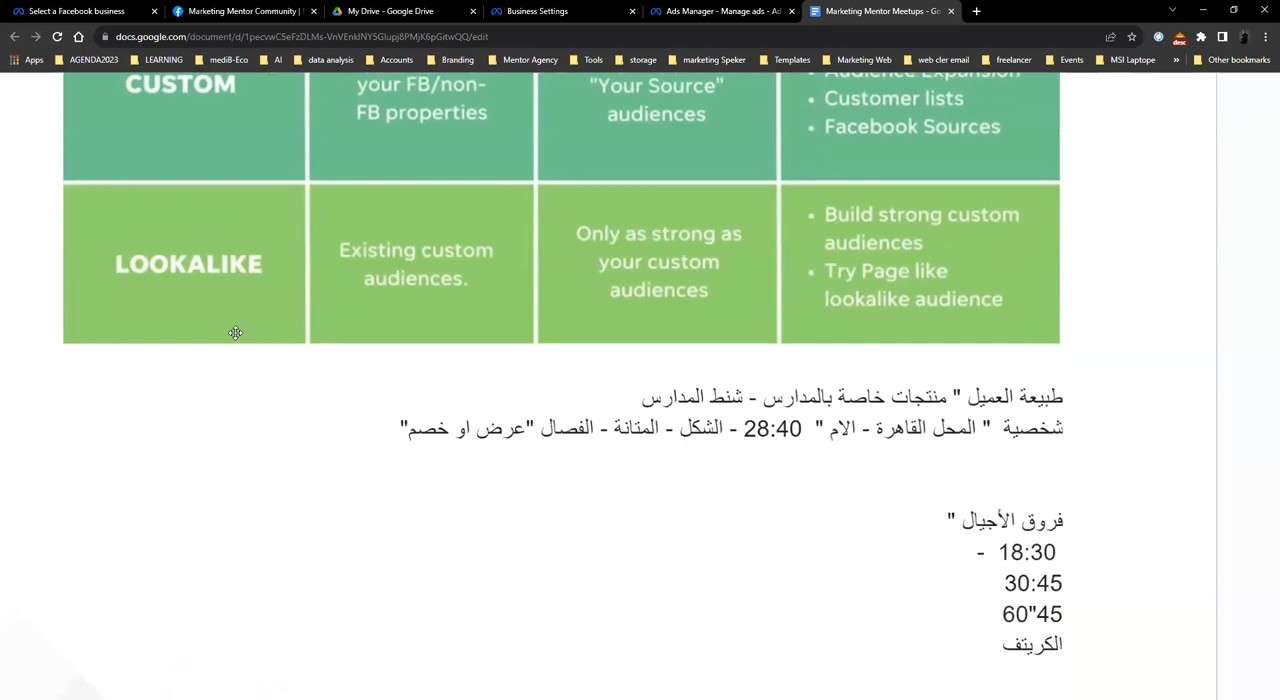 Select a Facebook business
Marketing Mentor Community |
My Drive - Google Drive
Business Settings
Ads Manager - Manage ads - Ad
Marketing Mentor Meetups - Go
docs.google.com/document/d/1pecvwC5eFzDLMs-VnVEnklNY5Glupj8PMjK6pGitwQQ/edit
Apps
AGENDA2023
LEARNING
mediB-Eco
AI
data analysis
Accounts
Branding
Mentor Agency
Tools
storage
marketing Speker
Templates
Marketing Web
web cler email
freelancer
Events
MSI Laptope
»
Other bookmarks
desc
CUSTOM
your FB/non-
FB properties
"Your Source"
audiences
• Audience Expansion
• Customer lists
• Facebook Sources
LOOKALIKE
Existing custom
audiences.
Only as strong as
your custom
audiences
• Build strong custom
audiences
• Try Page like
lookalike audience
طبيعة العميل " منتجات خاصة بالمدارس - شنط المدارس
شخصية " المحل القاهرة - الام " 28:40 - الشكل - المتانة - الفصال "عرض او خصم"
فروق الأجيال "
18:30 -
30:45
60"45
الكريتف